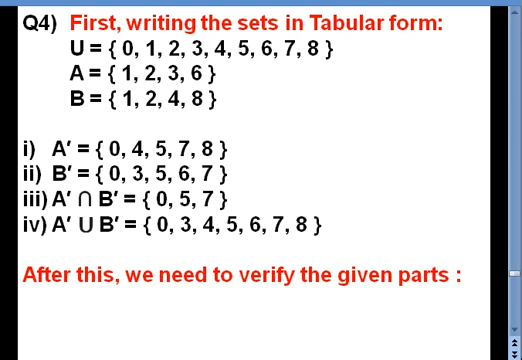 Q4) First, writing the sets in Tabular form:
U = { 0, 1, 2, 3, 4, 5, 6, 7, 8 }
A = { 1, 2, 3, 6 }
B = { 1, 2, 4, 8 }
i) A′ = { 0, 4, 5, 7, 8 }
ii) B′ = { 0, 3, 5, 6, 7 }
iii) A′ ∩ B′ = { 0, 5, 7 }
iv) A′ ∪ B′ = { 0, 3, 4, 5, 6, 7, 8 }
After this, we need to verify the given parts :